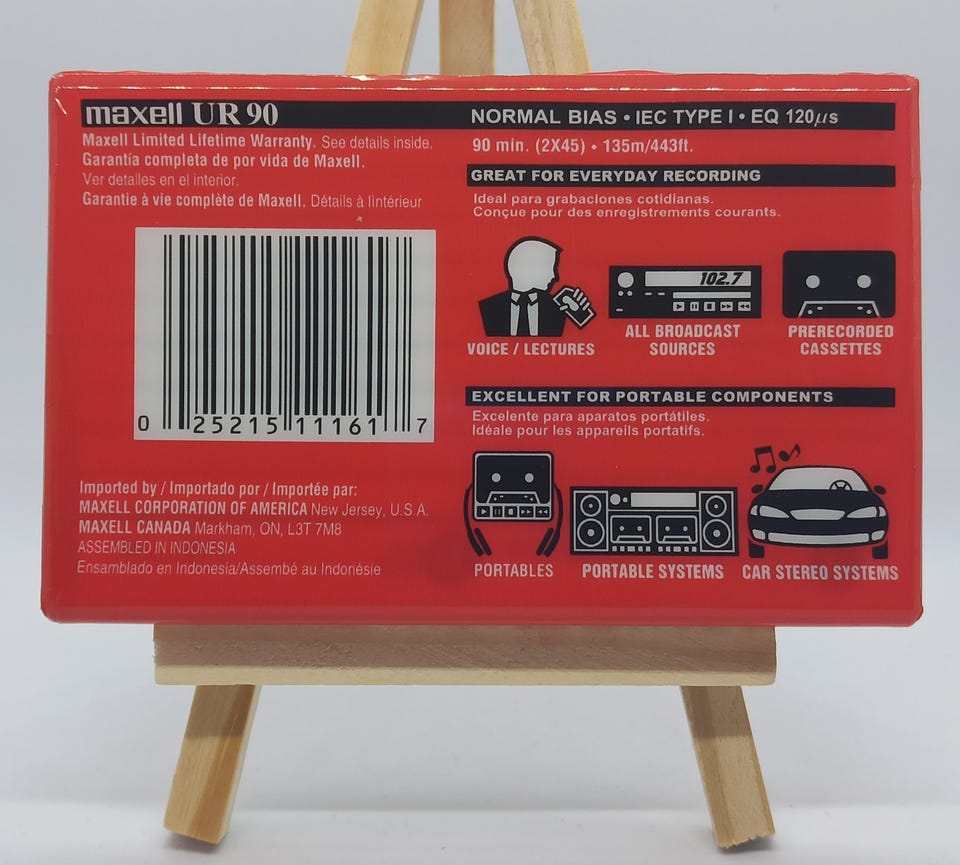 maxell UR 90
Maxell Limited Lifetime Warranty. See details inside.
Garantía completa de por vida de Maxell.
Ver detalles en el interior.
Garantie à vie complète de Maxell. Détails à lintérieur
0 25215 11161 7
Imported by / Importado por / Importée par:
MAXELL CORPORATION OF AMERICA New Jersey, U.S.A.
MAXELL CANADA Markham, ON, L3T 7M8
ASSEMBLED IN INDONESIA
Ensamblado en Indonesia/Assembé au Indonésie
NORMAL BIAS • IEC TYPE I • EQ 120µs
90 min. (2X45) • 135m/443ft.
GREAT FOR EVERYDAY RECORDING
Ideal para grabaciones cotidianas.
Conçue pour des enregistrements courants.
102.7
VOICE / LECTURES
ALL BROADCAST
SOURCES
PRERECORDED
CASSETTES
EXCELLENT FOR PORTABLE COMPONENTS
Excelente para aparatos portátiles.
Idéale pour les appareils portatifs.
PORTABLES
PORTABLE SYSTEMS
CAR STEREO SYSTEMS